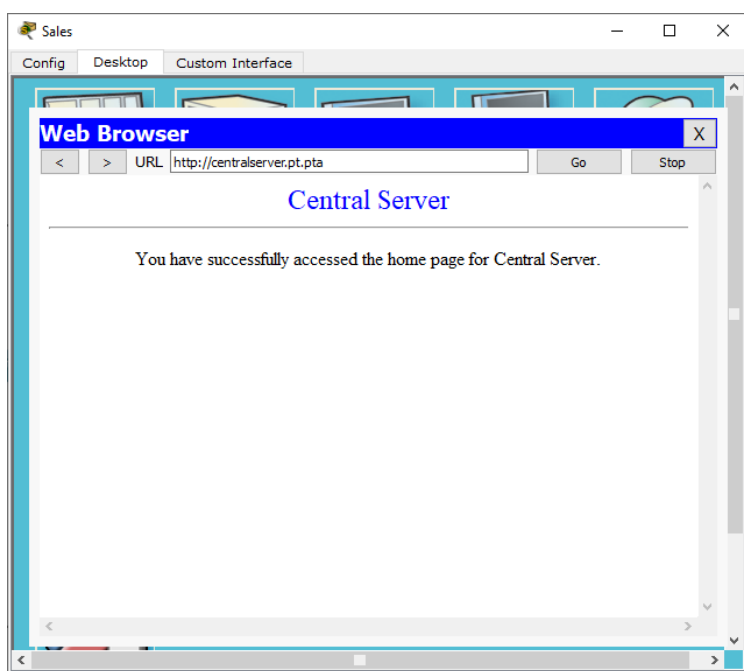 Sales
Config Desktop Custom Interface
Web Browser X
< > URL http://centralserver.pt.pta Go Stop
Central Server
You have successfully accessed the home page for Central Server.